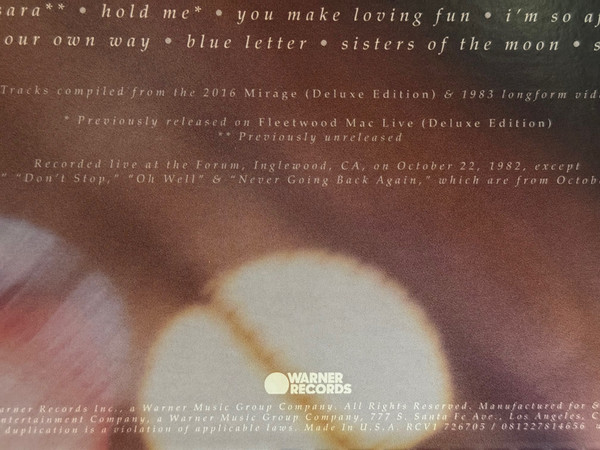 sara** • hold me* • you make loving fun • i'm so
our own way • blue letter • sisters of the moon • s
Tracks compiled from the 2016 Mirage (Deluxe Edition) & 1983 longform
* Previously released on Fleetwood Mac Live (Deluxe Edition)
** Previously unreleased
Recorded live at the Forum, Inglewood, CA, on October 22, 1982, except
" "Don't Stop," "Oh Well" & "Never Going Back Again," which are from
WARNER
RECORDS
Records Inc., a Warner Music Group Company. All Rights Reserved. Manufactured for &
Company, a Warner Music Group Company, 777 S. Santa Fe Ave., Los Angeles,
duplication is a violation of applicable laws. Made In U.S.A. RCV1 726705 / 081227814656